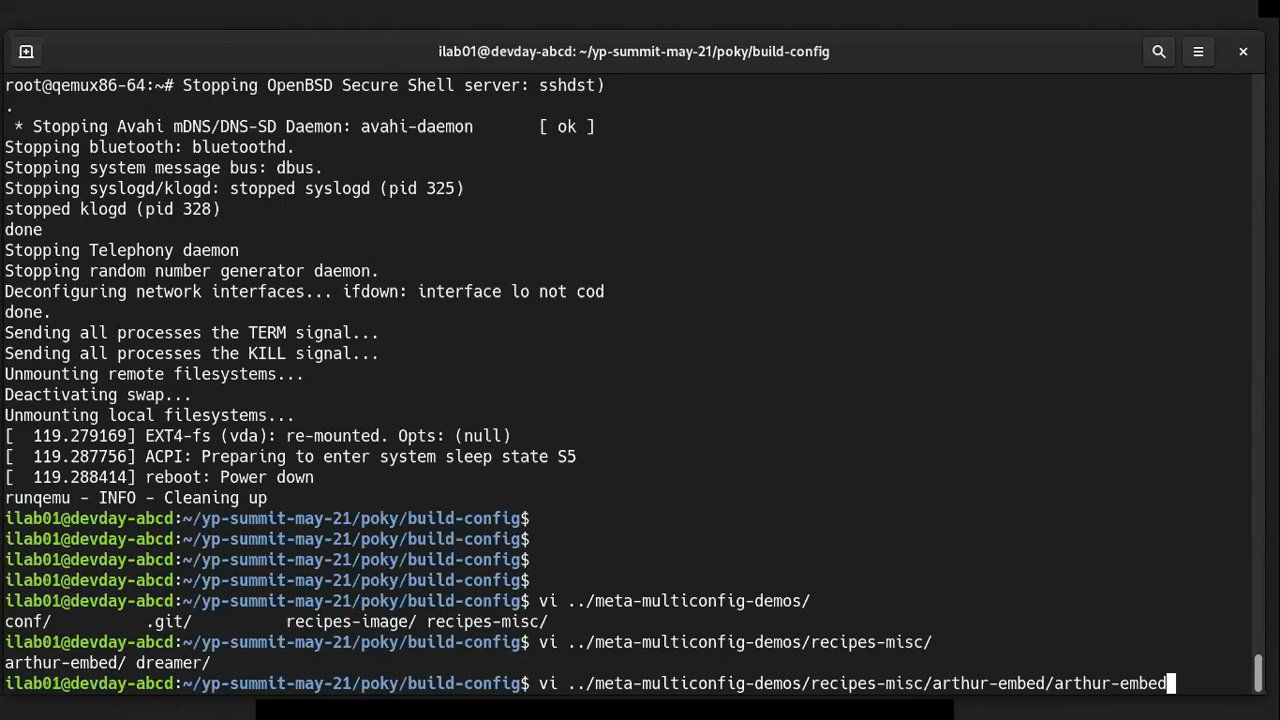 ilab01@devday-abcd: ~/yp-summit-may-21/poky/build-config
root@qemux86-64:~# Stopping OpenBSD Secure Shell server: sshdst)
.
 * Stopping Avahi mDNS/DNS-SD Daemon: avahi-daemon       [ ok ]
Stopping bluetooth: bluetoothd.
Stopping system message bus: dbus.
Stopping syslogd/klogd: stopped syslogd (pid 325)
stopped klogd (pid 328)
done
Stopping Telephony daemon
Stopping random number generator daemon.
Deconfiguring network interfaces... ifdown: interface lo not cod
done.
Sending all processes the TERM signal...
Sending all processes the KILL signal...
Unmounting remote filesystems...
Deactivating swap...
Unmounting local filesystems...
[  119.279169] EXT4-fs (vda): re-mounted. Opts: (null)
[  119.287756] ACPI: Preparing to enter system sleep state S5
[  119.288414] reboot: Power down
runqemu - INFO - Cleaning up
ilab01@devday-abcd:~/yp-summit-may-21/poky/build-config$
ilab01@devday-abcd:~/yp-summit-may-21/poky/build-config$
ilab01@devday-abcd:~/yp-summit-may-21/poky/build-config$
ilab01@devday-abcd:~/yp-summit-may-21/poky/build-config$
ilab01@devday-abcd:~/yp-summit-may-21/poky/build-config$ vi ../meta-multiconfig-demos/
conf/          .git/          recipes-image/ recipes-misc/
ilab01@devday-abcd:~/yp-summit-may-21/poky/build-config$ vi ../meta-multiconfig-demos/recipes-misc/
arthur-embed/ dreamer/
ilab01@devday-abcd:~/yp-summit-may-21/poky/build-config$ vi ../meta-multiconfig-demos/recipes-misc/arthur-embed/arthur-embed